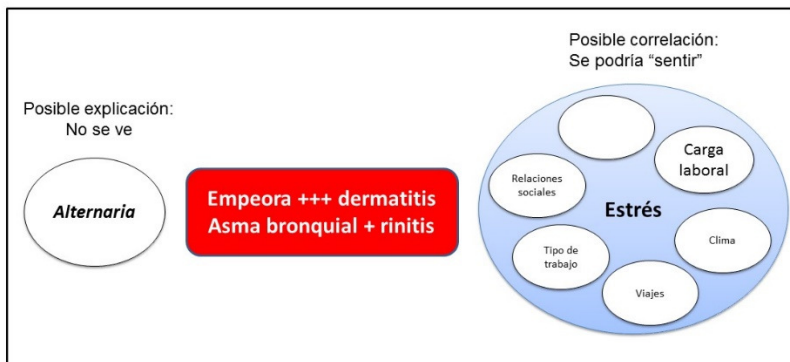 Posible explicación:
No se ve
Alternaria
Empeora +++ dermatitis
Asma bronquial + rinitis
Posible correlación:
Se podría “sentir”
Carga
laboral
Relaciones
sociales
Estrés
Clima
Tipo de
trabajo
Viajes